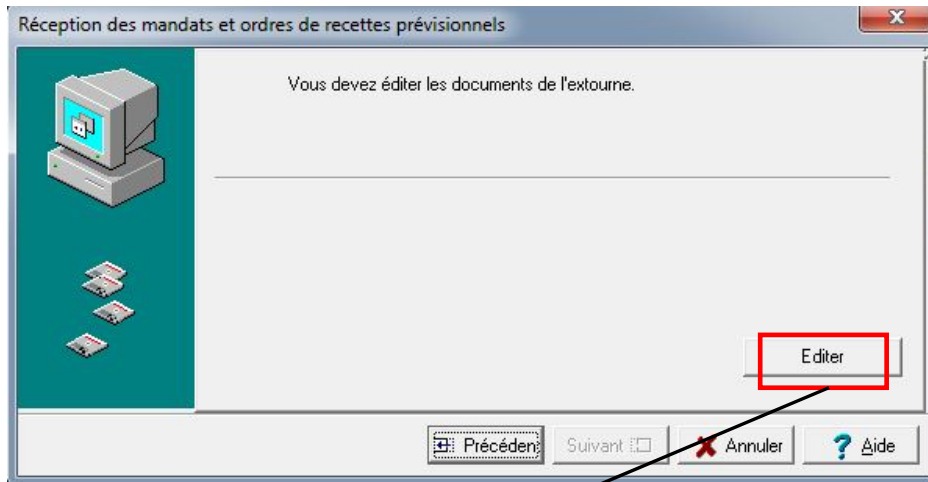 Réception des mandats et ordres de recettes prévisionnels
Vous devez éditer les documents de l'extourne.
Editer
Précéden
Suivant
Annuler
Aide